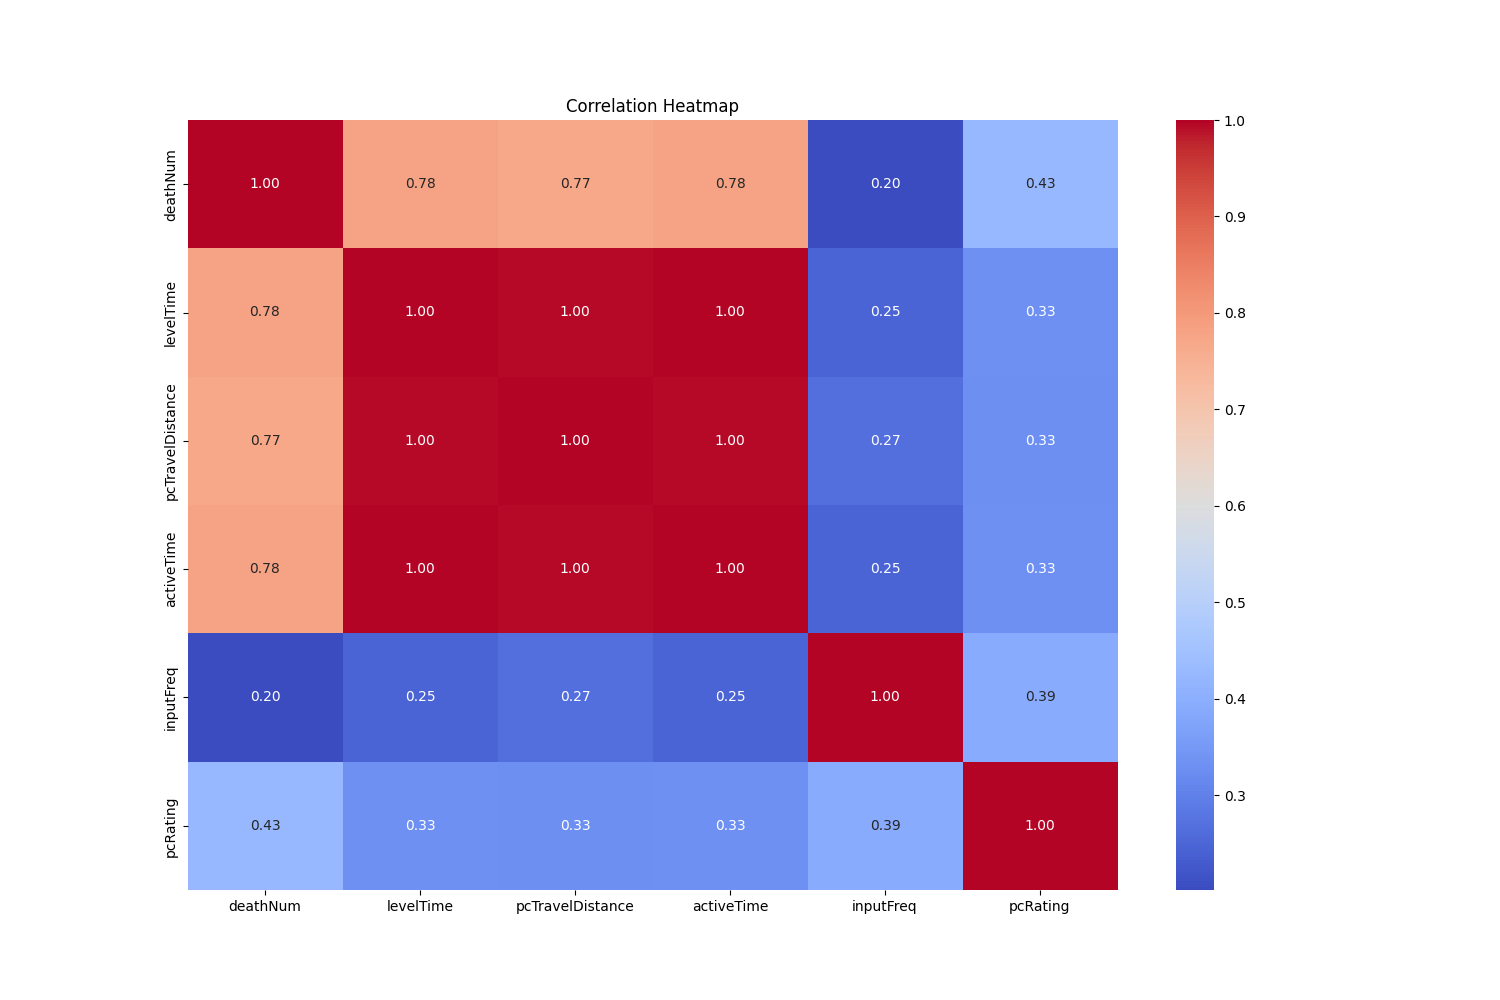 Correlation Heatmap
deathNum 1.00 0.78 0.77 0.78 0.20 0.43
levelTime 0.78 1.00 1.00 1.00 0.25 0.33
pcTravelDistance 0.77 1.00 1.00 1.00 0.27 0.33
activeTime 0.78 1.00 1.00 1.00 0.25 0.33
inputFreq 0.20 0.25 0.27 0.25 1.00 0.39
pcRating 0.43 0.33 0.33 0.33 0.39 1.00
deathNum levelTime pcTravelDistance activeTime inputFreq pcRating
1.0
0.9
0.8
0.7
0.6
0.5
0.4
0.3